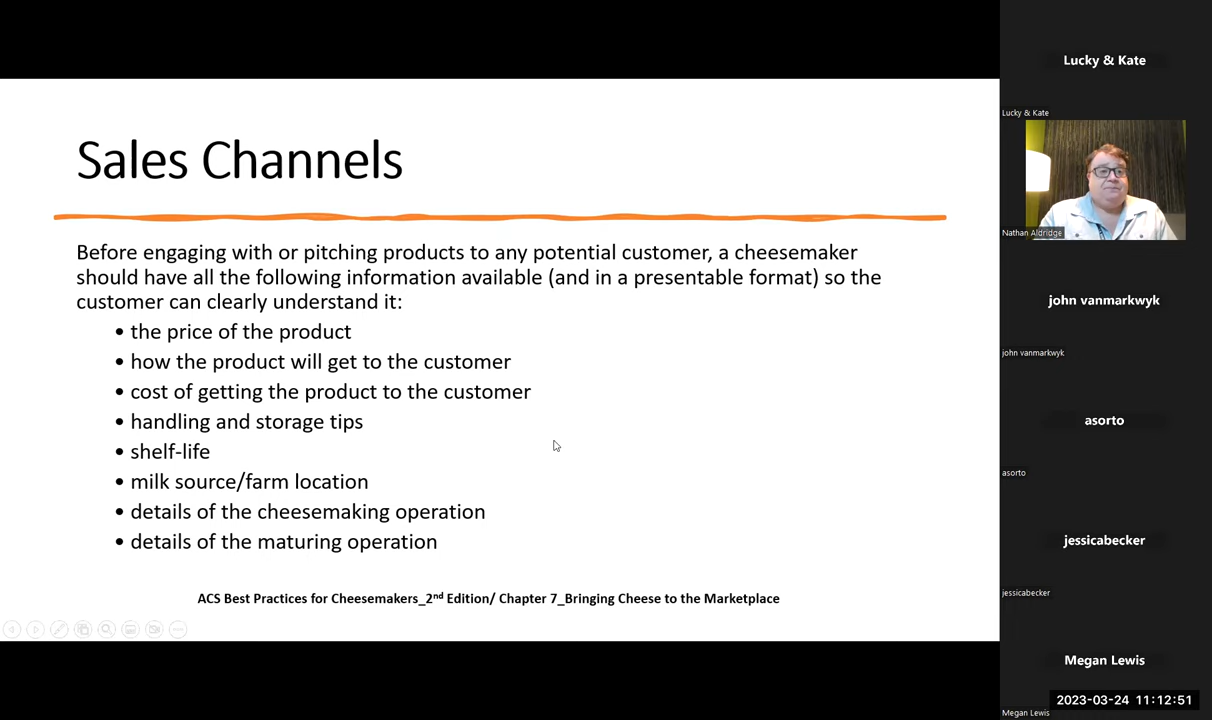 Sales Channels
Before engaging with or pitching products to any potential customer, a cheesemaker
should have all the following information available (and in a presentable format) so the
customer can clearly understand it:
• the price of the product
• how the product will get to the customer
• cost of getting the product to the customer
• handling and storage tips
• shelf-life
• milk source/farm location
• details of the cheesemaking operation
• details of the maturing operation
ACS Best Practices for Cheesemakers_2nd Edition/ Chapter 7_Bringing Cheese to the Marketplace
Lucky & Kate
Lucky & Kate
Nathan Aldridge
john vanmarkwyk
john vanmarkwyk
asorto
asorto
jessicabecker
jessicabecker
Megan Lewis
2023-03-24 11:12:51
Megan Lewis